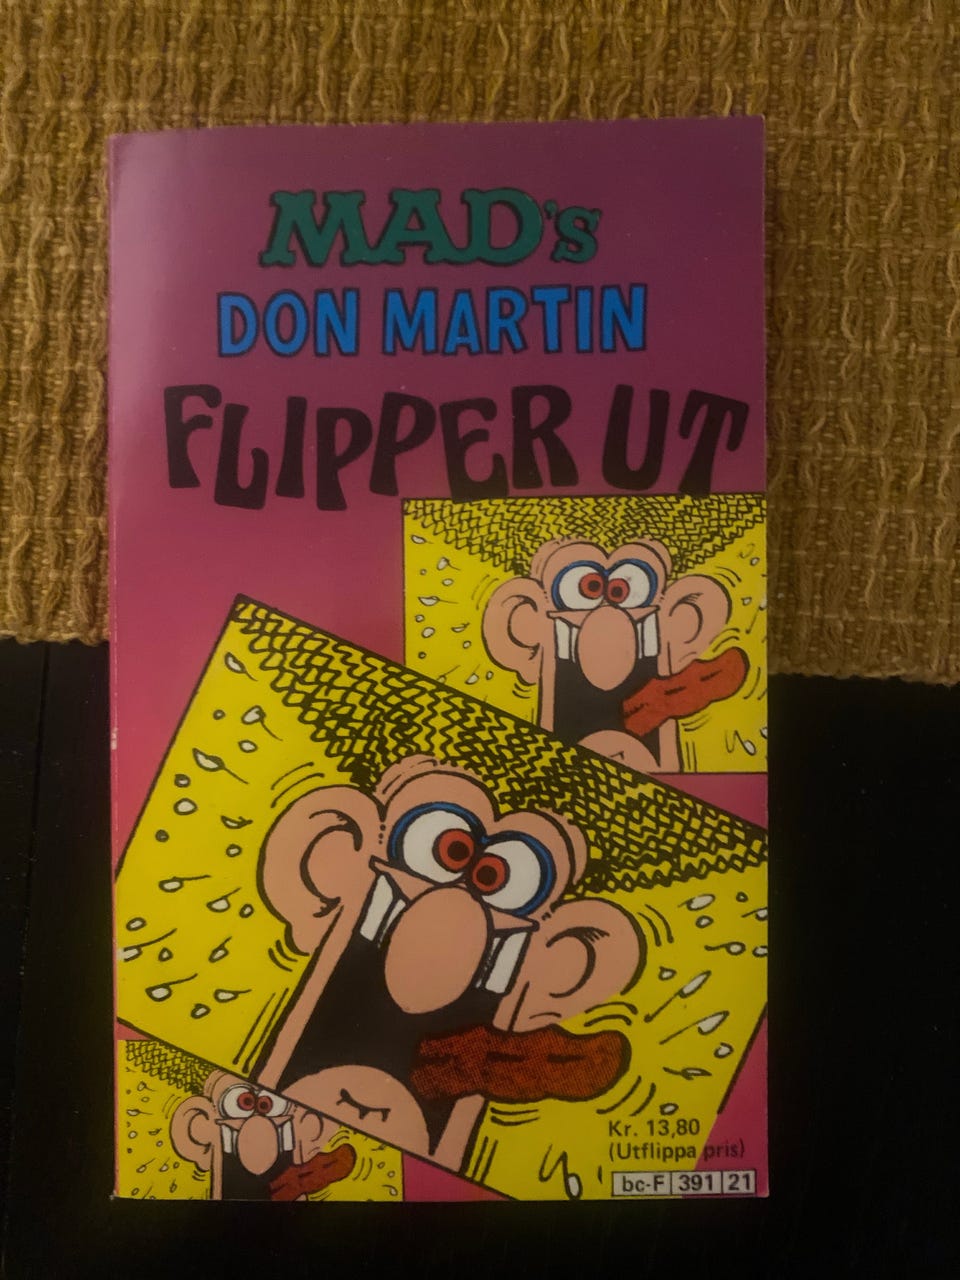 MAD's
DON MARTIN
FLIPPER UT
Kr. 13,80
(Utflippa pris)
bc-F 391 21